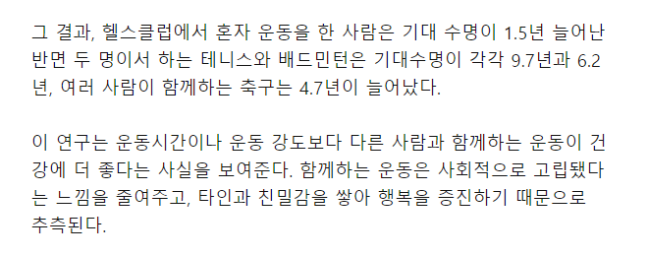 그 결과, 헬스클럽에서 혼자 운동을 한 사람은 기대 수명이 1.5년 늘어난
반면 두 명이서 하는 테니스와 배드민턴은 기대수명이 각각 9.7년과 6.2
년, 여러 사람이 함께하는 축구는 4.7년이 늘어났다.
이 연구는 운동시간이나 운동 강도보다 다른 사람과 함께하는 운동이 건
강에 더 좋다는 사실을 보여준다. 함께하는 운동은 사회적으로 고립됐다
는 느낌을 줄여주고, 타인과 친밀감을 쌓아 행복을 증진하기 때문으로
추측된다.